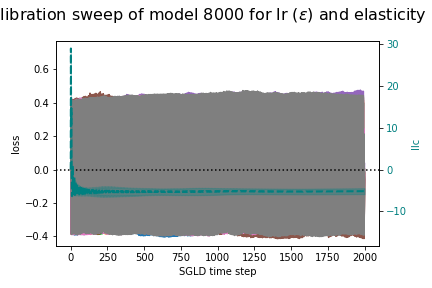 libration sweep of model 8000 for lr (ε) and elasticity
0.6
0.4
0.2
0.0
−0.2
−0.4
loss
30
20
10
0
−10
llc
0 250 500 750 1000 1250 1500 1750 2000
SGLD time step